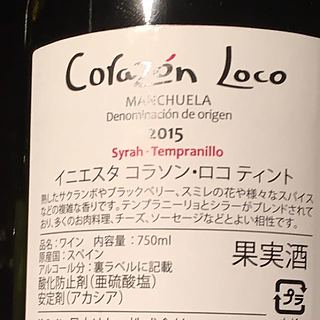 Corazón Loco
MANCHUELA
Denominación de origen
2015
Syrah - Tempranillo
イニエスタ コラソン・ロコ ティント
熟したサクランボやブラックベリー、スミレの花や様々なスパイス
などの複雑な香りです。テンプラニーリョとシラーがブレンドされて
おり、多くのお肉料理、チーズ、ソーセージなどとよい相性です。
品名:ワイン 内容量:750ml
原産国:スペイン
アルコール分:裏ラベルに記載
酸化防止剤(亜硫酸塩)
安定剤(アカシア)
果実酒
プラ